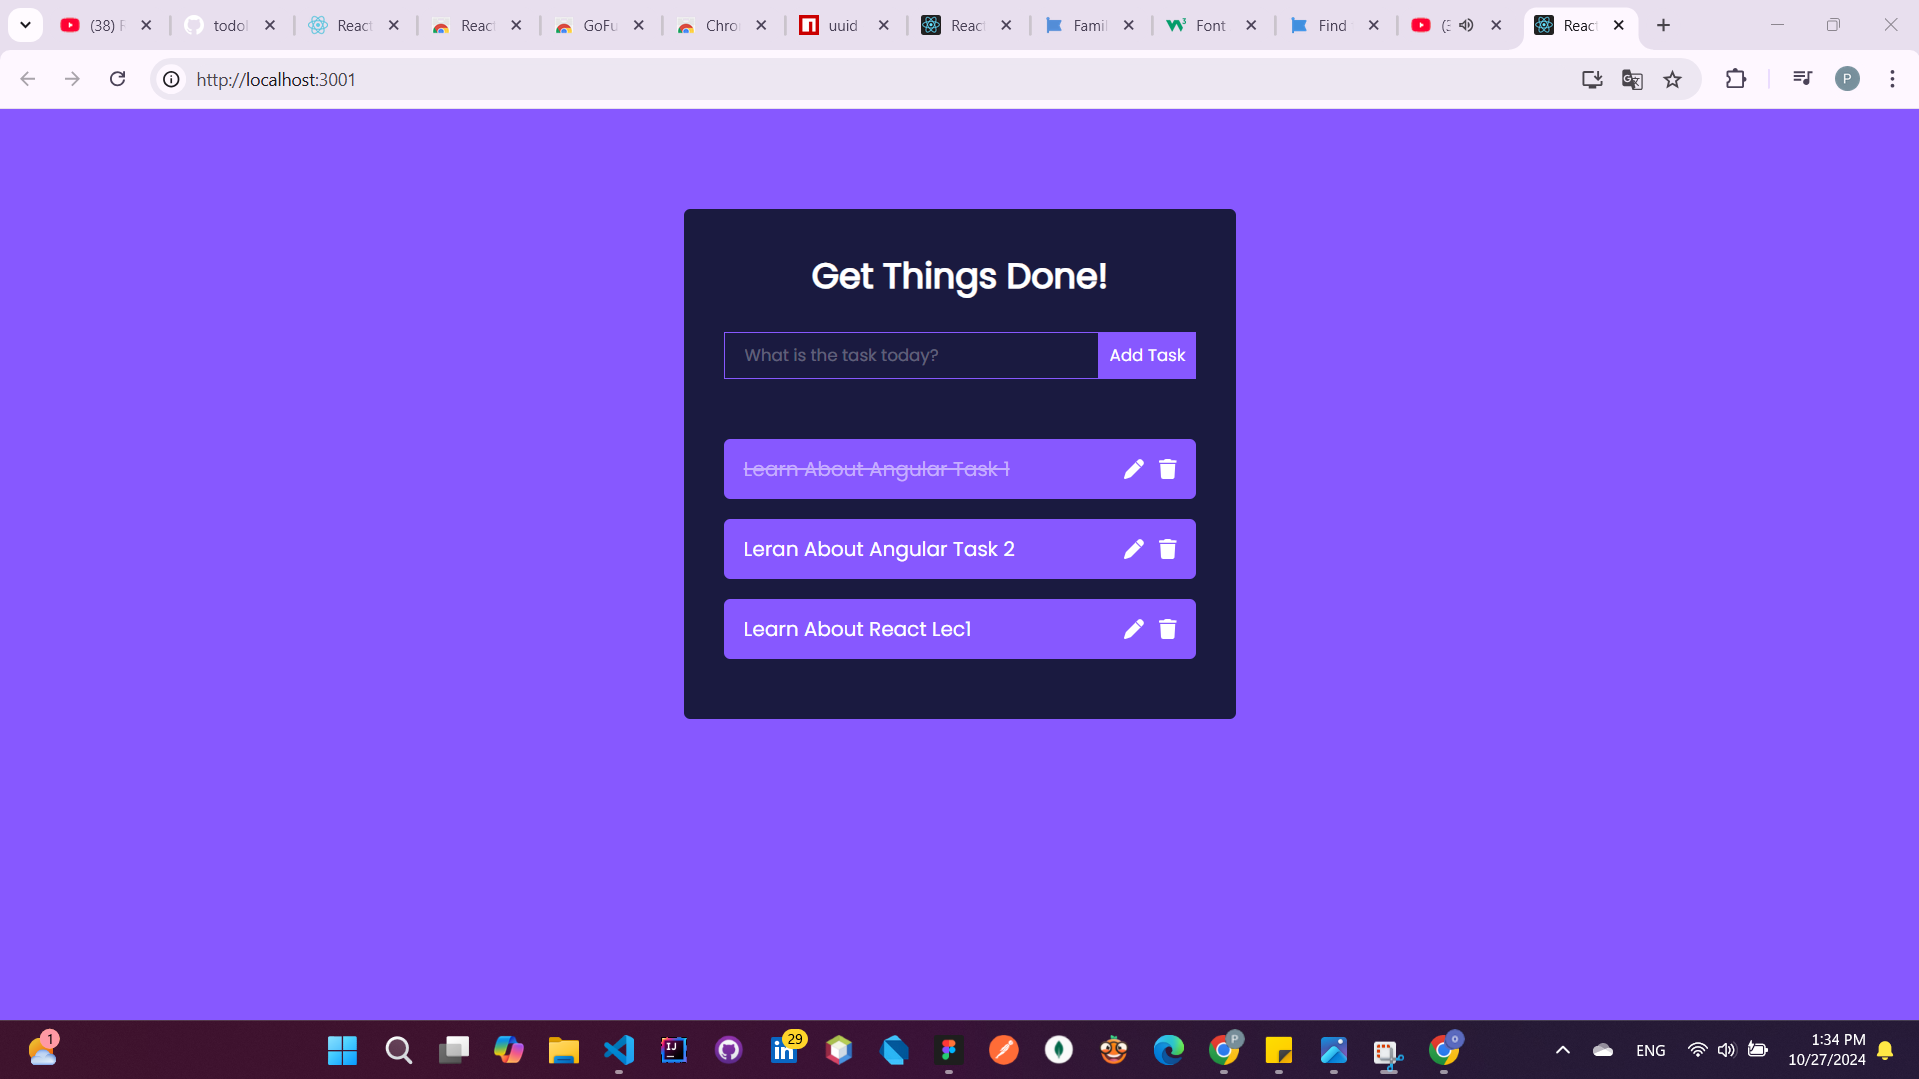 (38) F
todol
React
React
GoFu
Chro
uuid
React
Famil
Font
Find
(3
React
http://localhost:3001
P
Get Things Done!
What is the task today?
Add Task
Learn About Angular Task 1
Leran About Angular Task 2
Learn About React Lec1
1
29
P
0
ENG
1:34 PM
10/27/2024